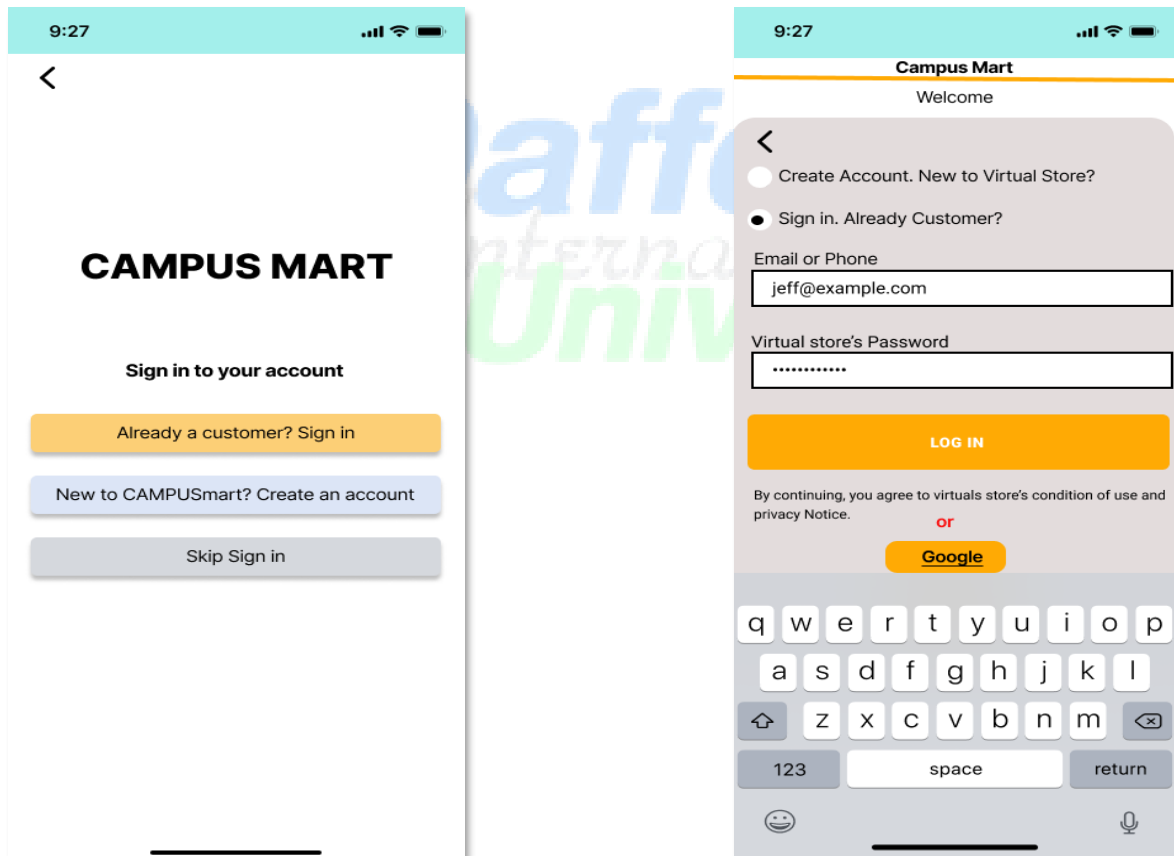 9:27
CAMPUS MART
Sign in to your account
Already a customer? Sign in
New to CAMPUSmart? Create an account
Skip Sign in
9:27
Campus Mart
Welcome
Create Account. New to Virtual Store?
Sign in. Already Customer?
Email or Phone
jeff@example.com
Virtual store’s Password
••••••••••••
LOG IN
By continuing, you agree to virtuals store’s condition of use and
privacy Notice.
or
Google
q w e r t y u i o p
a s d f g h j k l
z x c v b n m
123 space return
aff
Univ